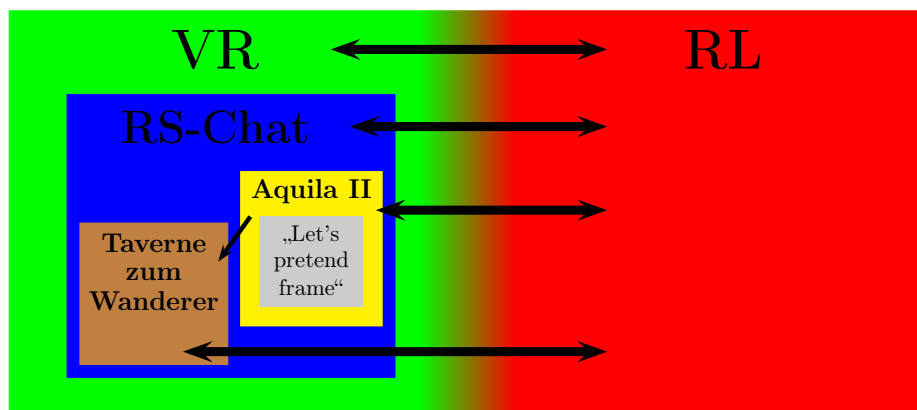 VR
RL
RS-Chat
Aquila II
„Let's
pretend
frame“
Taverne
zum
Wanderer